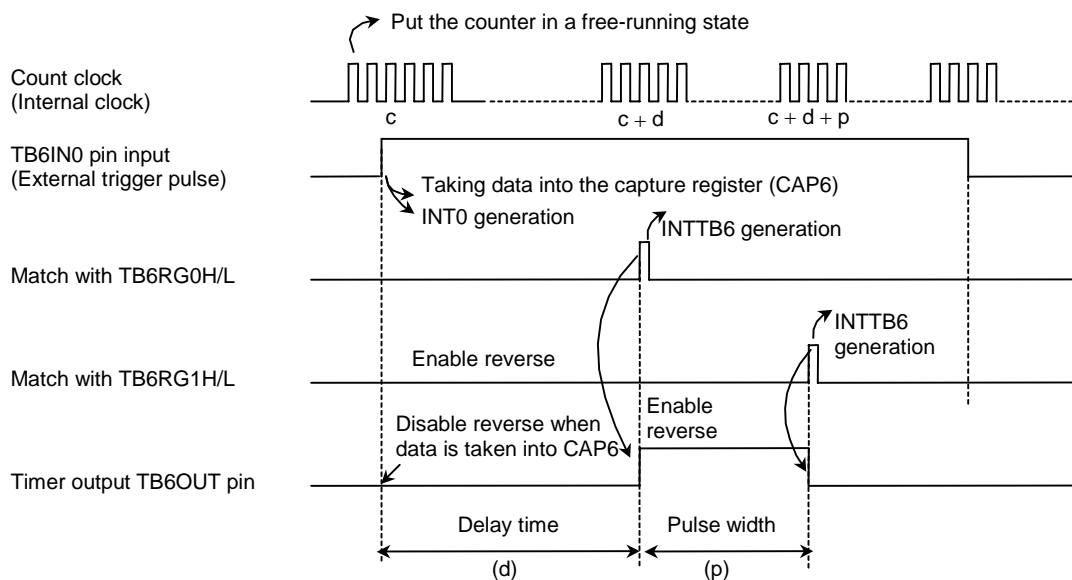 Put the counter in a free-running state
Count clock
(Internal clock)
c
c + d
c + d + p
TB6IN0 pin input
(External trigger pulse)
Taking data into the capture register (CAP6)
INT0 generation
INTTB6 generation
Match with TB6RG0H/L
INTTB6
generation
Enable reverse
Match with TB6RG1H/L
Enable
reverse
Disable reverse when
data is taken into CAP6
Timer output TB6OUT pin
Delay time
Pulse width
(d)
(p)